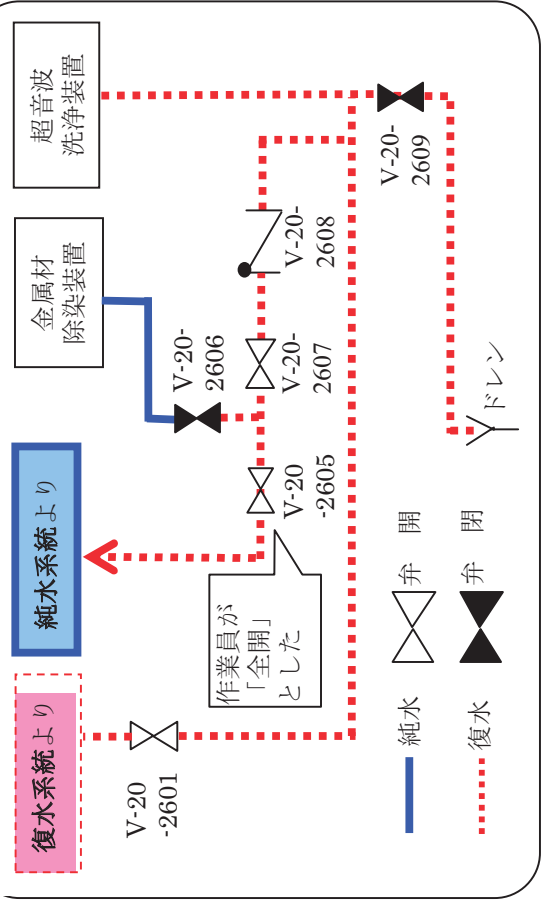 復水系統より
純水系統より
金属材
除染装置
超音波
洗浄装置
V-20
-2601
作業員が
「全開」
とした
V-20
-2605
V-20-
2606
V-20-
2607
V-20-
2608
V-20-
2609
ドレン
純水
弁 開
復水
弁 閉